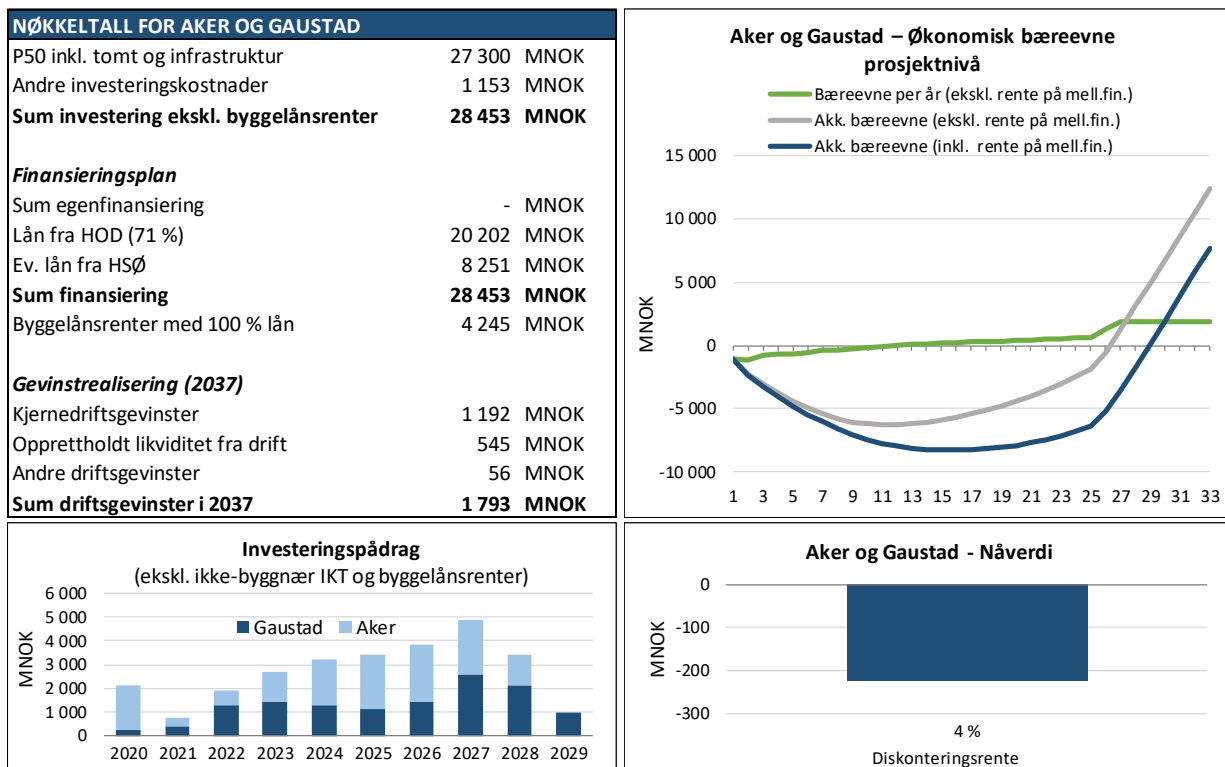 NØKKELTALL FOR AKER OG GAUSTAD
P50 inkl. tomt og infrastruktur 27 300 MNOK
Andre investeringskostnader 1 153 MNOK
Sum investering ekskl. byggelånsrenter 28 453 MNOK
Finansieringsplan
Sum egenfinansiering - MNOK
Lån fra HOD (71 %) 20 202 MNOK
Ev. lån fra HSØ 8 251 MNOK
Sum finansiering 28 453 MNOK
Byggelånsrenter med 100 % lån 4 245 MNOK
Gevinstrealisering (2037)
Kjernedriftsgevinster 1 192 MNOK
Opprettholdt likviditet fra drift 545 MNOK
Andre driftsgevinster 56 MNOK
Sum driftsgevinster i 2037 1 793 MNOK
Aker og Gaustad – Økonomisk bæreevne
prosjektnivå
Bæreevne per år (ekskl. rente på mell.fin.)
Akk. bæreevne (ekskl. rente på mell.fin.)
Akk. bæreevne (inkl. rente på mell.fin.)
MNOK
15 000
10 000
5 000
0
-5 000
-10 000
1 3 5 7 9 11 13 15 17 19 21 23 25 27 29 31 33
Investeringspådrag
(ekskl. ikke-byggnær IKT og byggelånsrenter)
Gaustad Aker
MNOK
6 000
5 000
4 000
3 000
2 000
1 000
0
2020 2021 2022 2023 2024 2025 2026 2027 2028 2029
Aker og Gaustad - Nåverdi
MNOK
0
-100
-200
-300
4 %
Diskonteringsrente